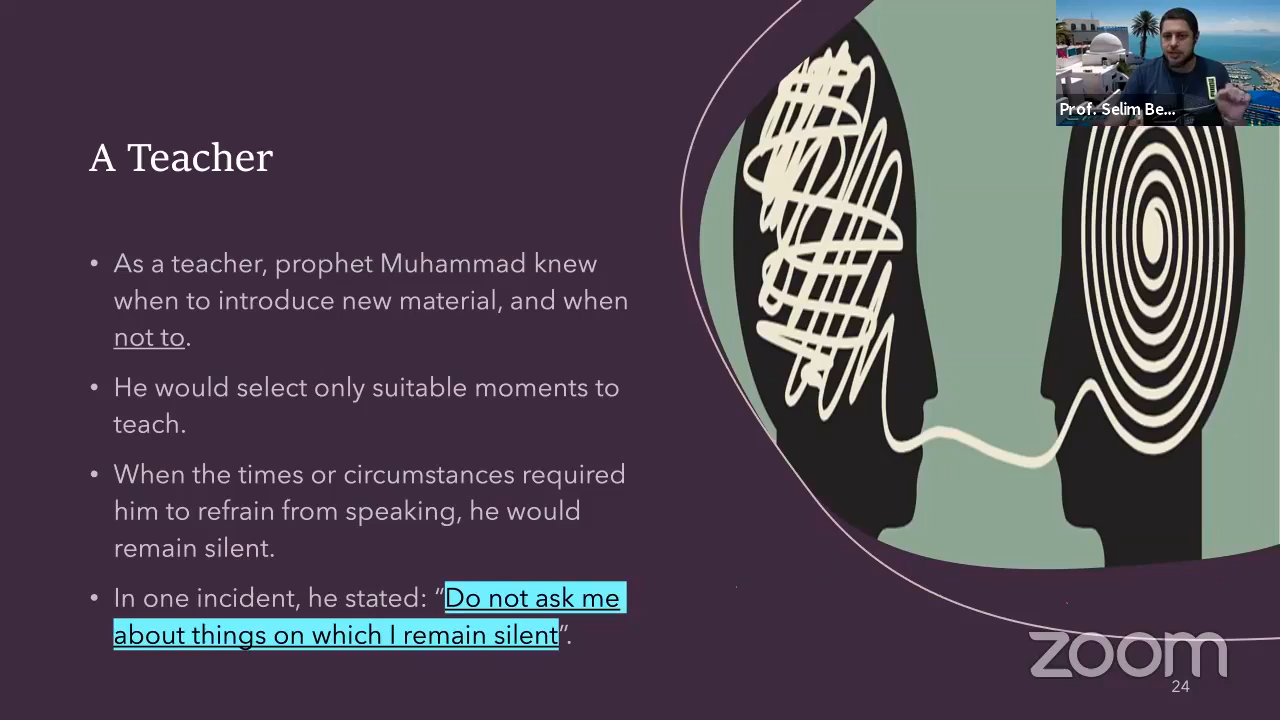 Prof. Selim Be...
A Teacher
• As a teacher, prophet Muhammad knew
when to introduce new material, and when
not to.
• He would select only suitable moments to
teach.
• When the times or circumstances required
him to refrain from speaking, he would
remain silent.
• In one incident, he stated: “Do not ask me
about things on which I remain silent”.
zoom
24